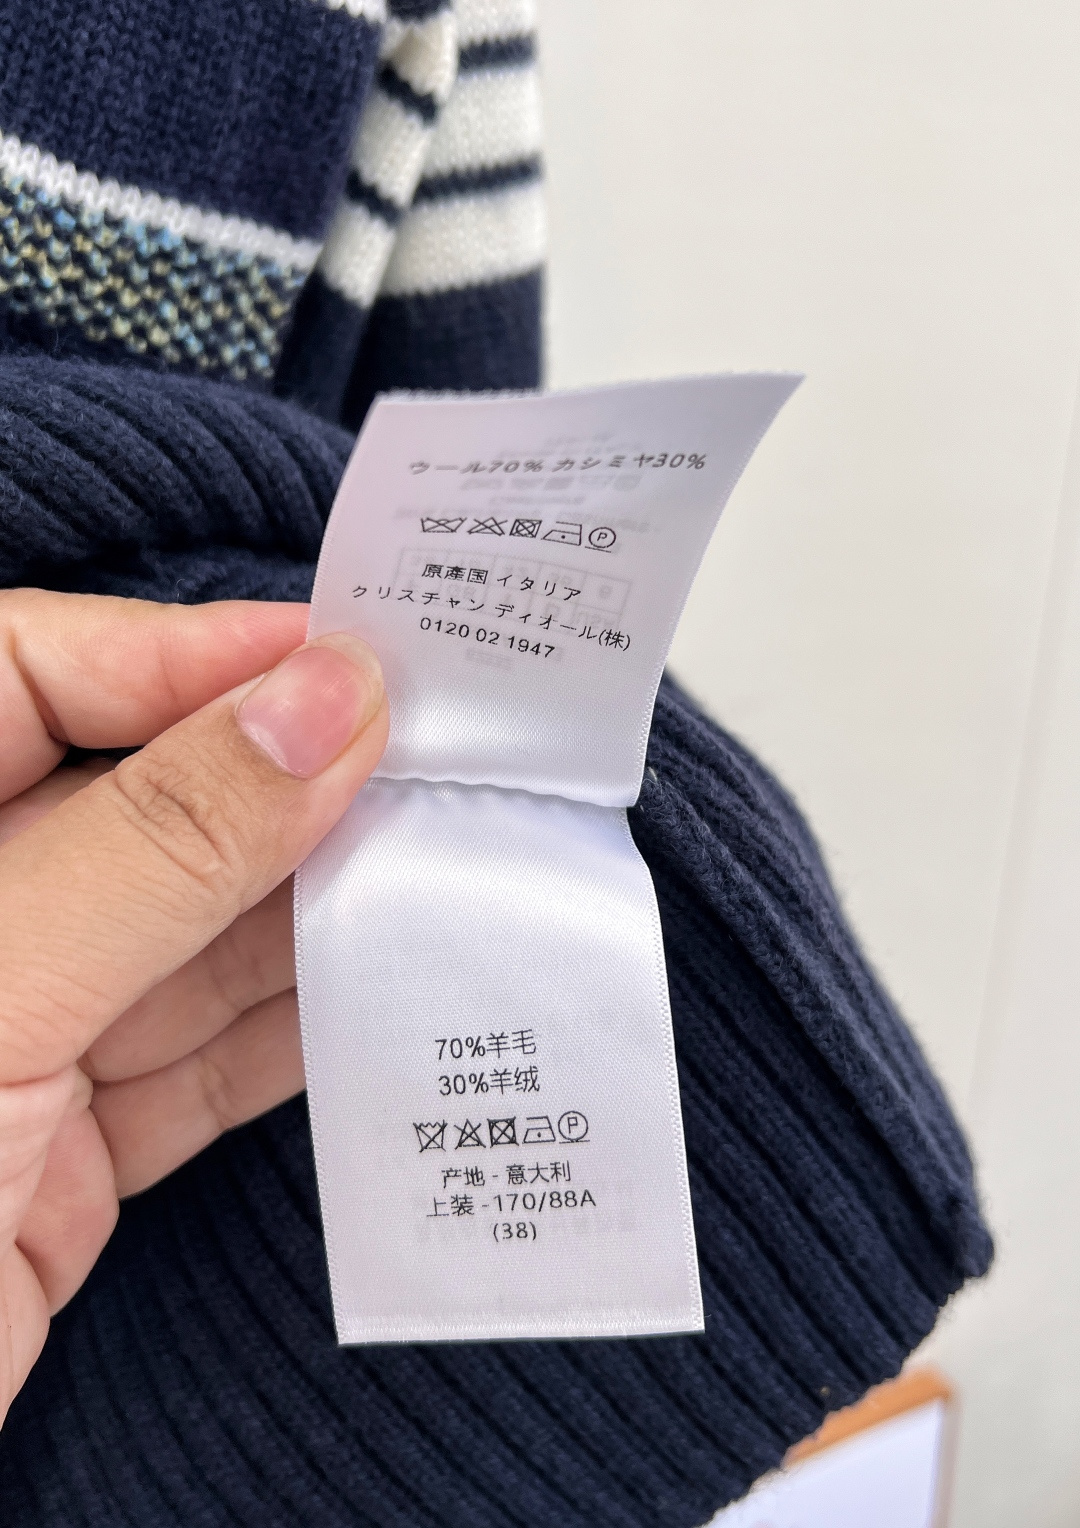 ウール70% カシミヤ30%
P
原產国 イタリア
クリスチャン ディオール(株)
0120 02 1947
70%羊毛
30%羊绒
P
产地 - 意大利
上装 - 170/88A
(38)